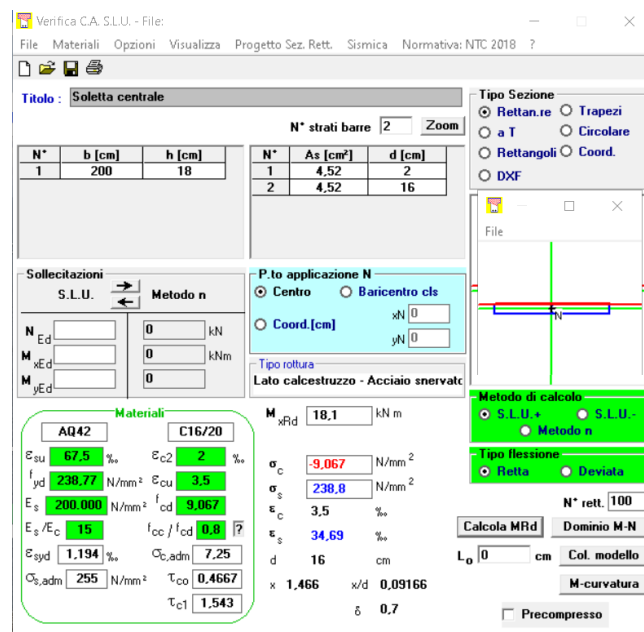 Verifica C.A. S.L.U. - File:
File Materiali Opzioni Visualizza Progetto Sez. Rett. Sismica Normativa: NTC 2018 ?
Titolo : Soletta centrale
N° strati barre 2 Zoom
N° b [cm] h [cm]
1 200 18
N° As [cm²] d [cm]
1 4,52 2
2 4,52 16
Tipo Sezione
Rettan.re Trapezi
a T Circolare
Rettangoli Coord.
DXF
File
N
Sollecitazioni
S.L.U. Metodo n
N Ed 0 kN
M xEd 0 kNm
M yEd 0
P.to applicazione N
Centro Baricentro cls
Coord.[cm] xN 0
yN 0
Tipo rottura
Lato calcestruzzo - Acciaio snervato
Metodo di calcolo
S.L.U.+ S.L.U.-
Metodo n
Tipo flessione
Retta Deviata
N° rett. 100
Calcola MRd Dominio M-N
L₀ 0 cm Col. modello
M-curvatura
Precompresso
Materiali
AQ42 C16/20
εsu 67,5 ‰ εc2 2 ‰
fyd 238,77 N/mm² εcu 3,5
Es 200.000 N/mm² fcd 9,067
Es /Ec 15 fcc / fcd 0,8 ?
εsyd 1,194 ‰ σc,adm 7,25
σs,adm 255 N/mm² τco 0,4667
τc1 1,543
M xRd 18,1 kN m
σc -9,067 N/mm²
σs 238,8 N/mm²
εc 3,5 ‰
εs 34,69 ‰
d 16 cm
x 1,466 x/d 0,09166
δ 0,7